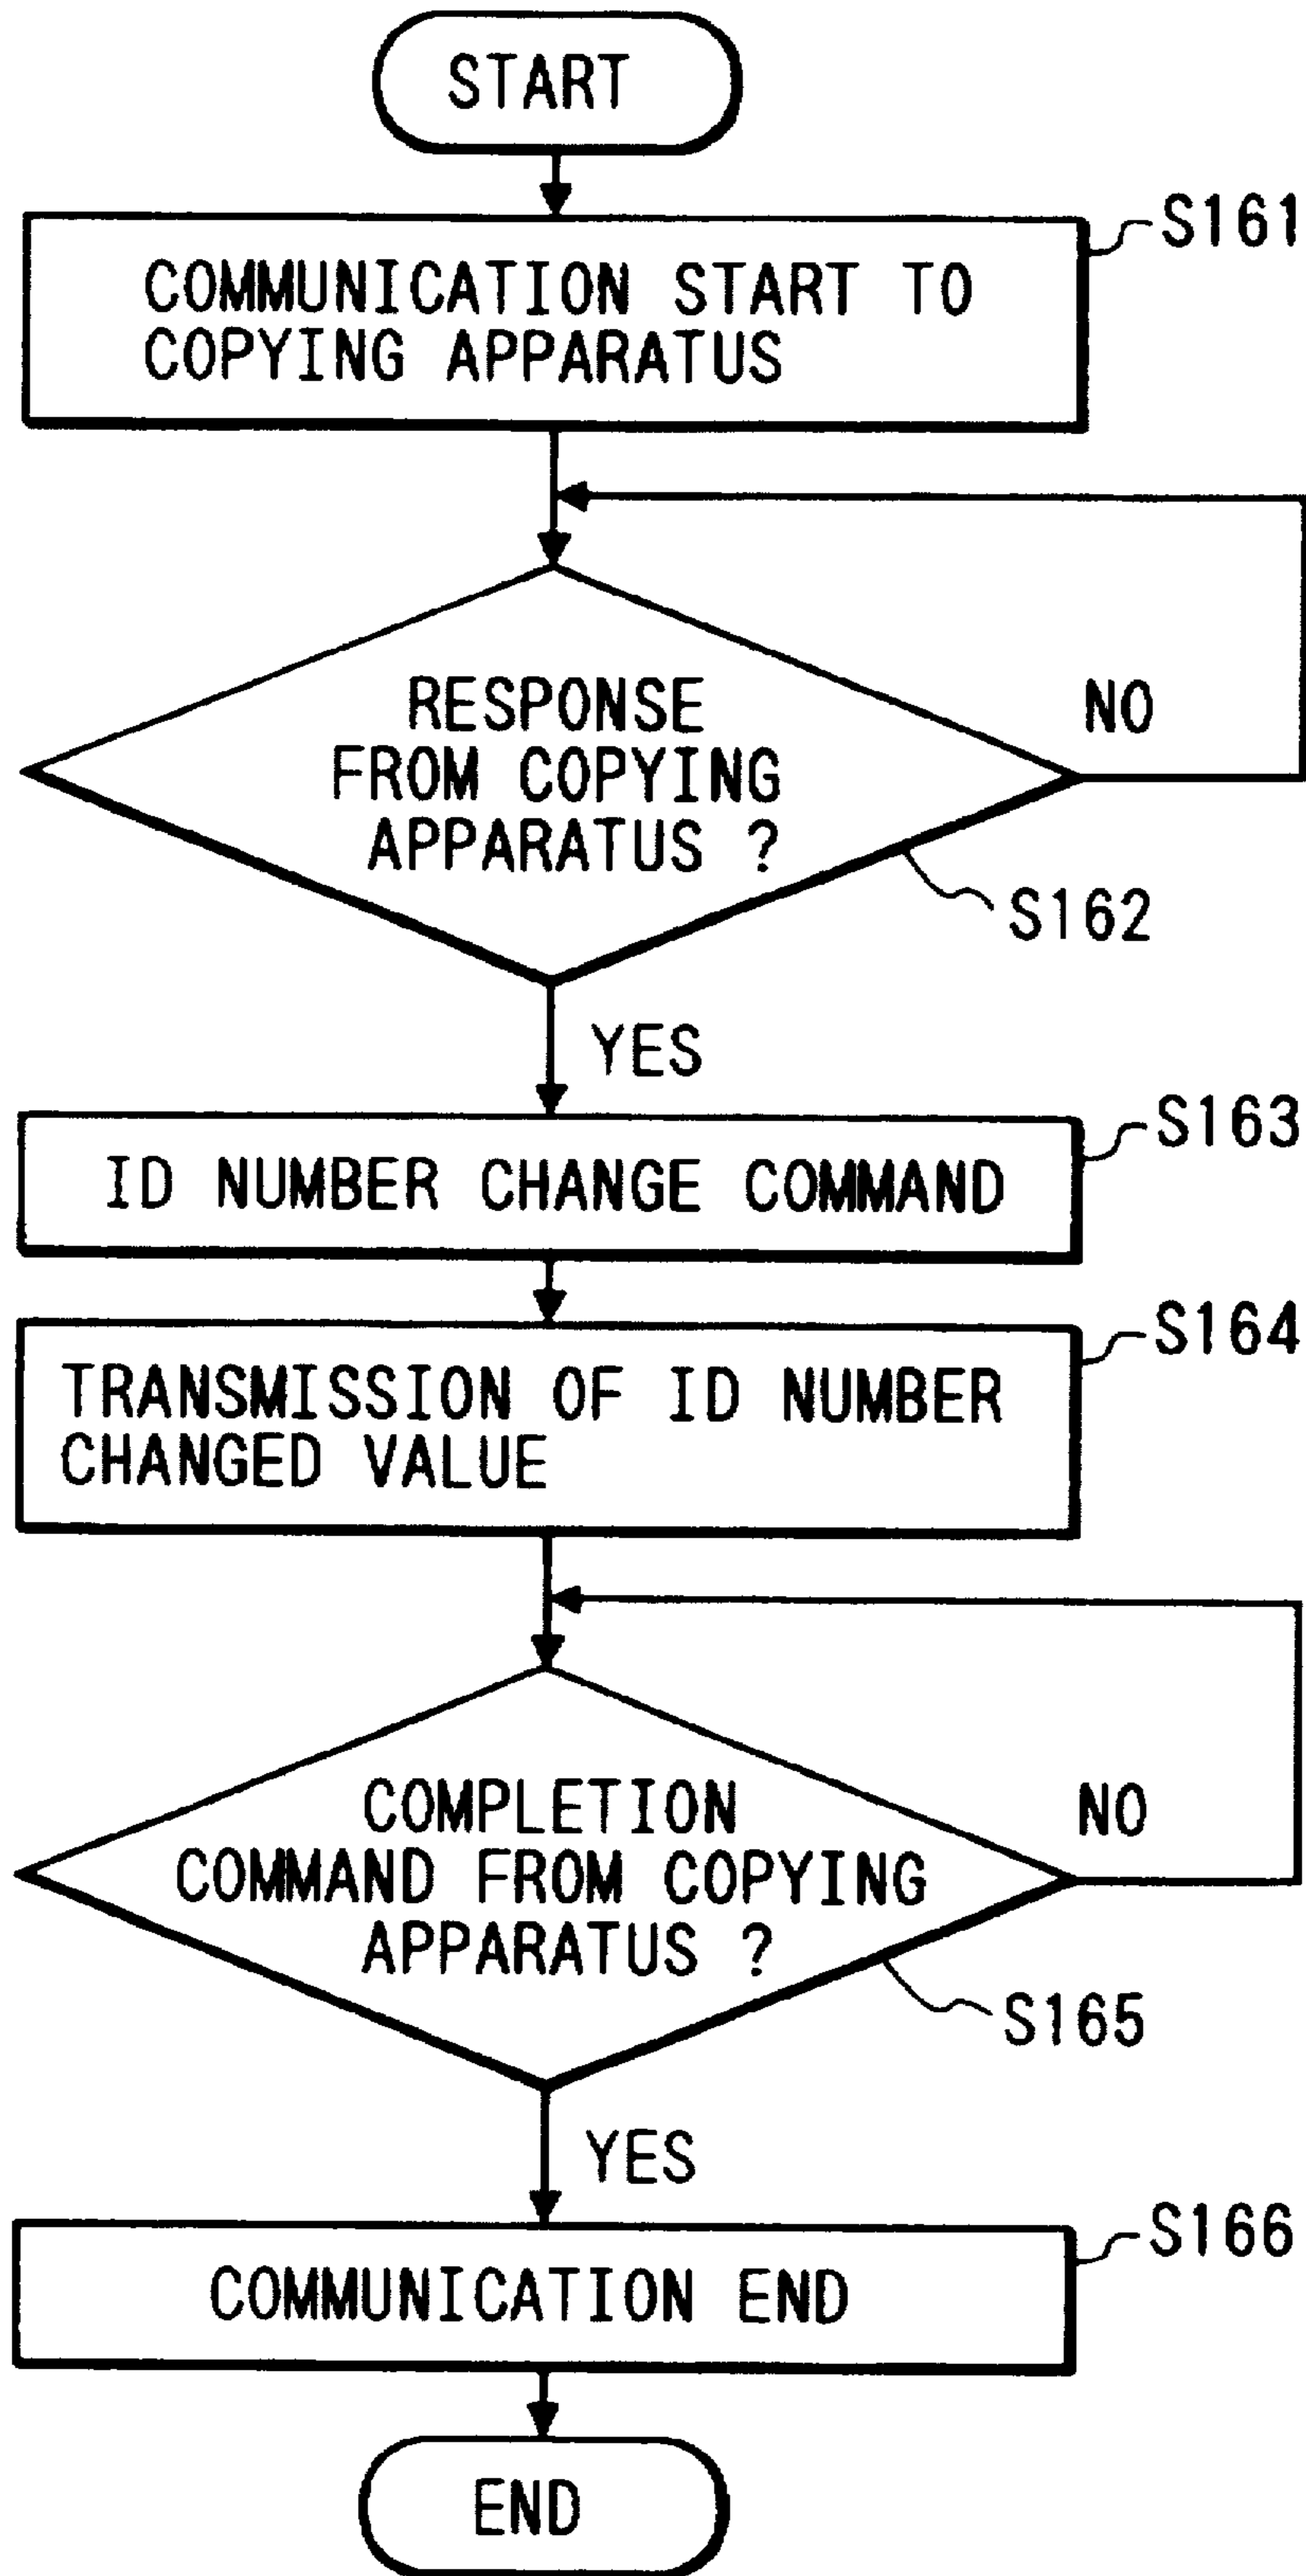 START
S161
COMMUNICATION START TO
COPYING APPARATUS
RESPONSE
FROM COPYING
APPARATUS ?
NO
S162
YES
S163
ID NUMBER CHANGE COMMAND
S164
TRANSMISSION OF ID NUMBER
CHANGED VALUE
COMPLETION
COMMAND FROM COPYING
APPARATUS ?
NO
S165
YES
S166
COMMUNICATION END
END